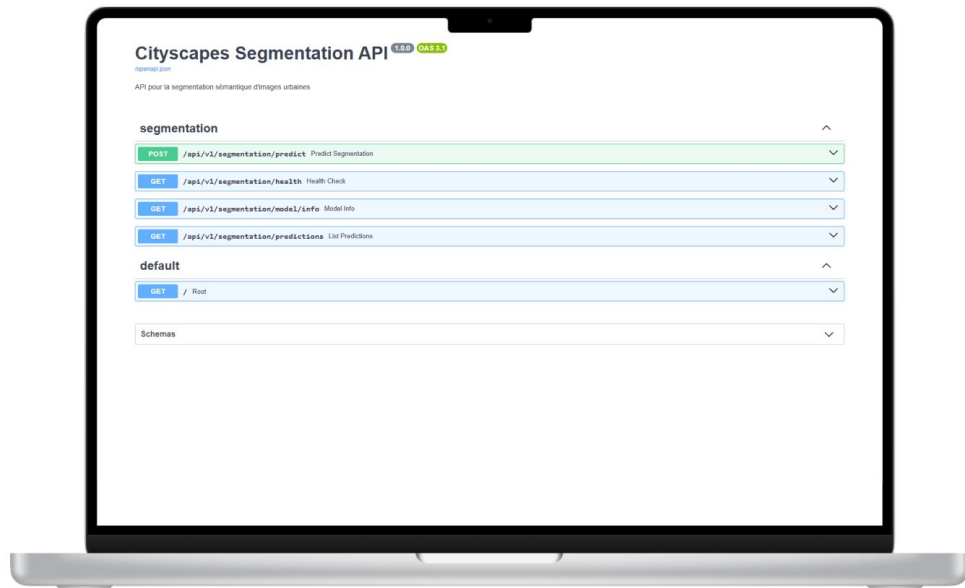 Cityscapes Segmentation API 1.0.0 OAS 3.1
/openapi.json
API pour la segmentation sémantique d'images urbaines
segmentation
POST /api/v1/segmentation/predict Predict Segmentation
GET /api/v1/segmentation/health Health Check
GET /api/v1/segmentation/model/info Model Info
GET /api/v1/segmentation/predictions List Predictions
default
GET / Root
Schemas